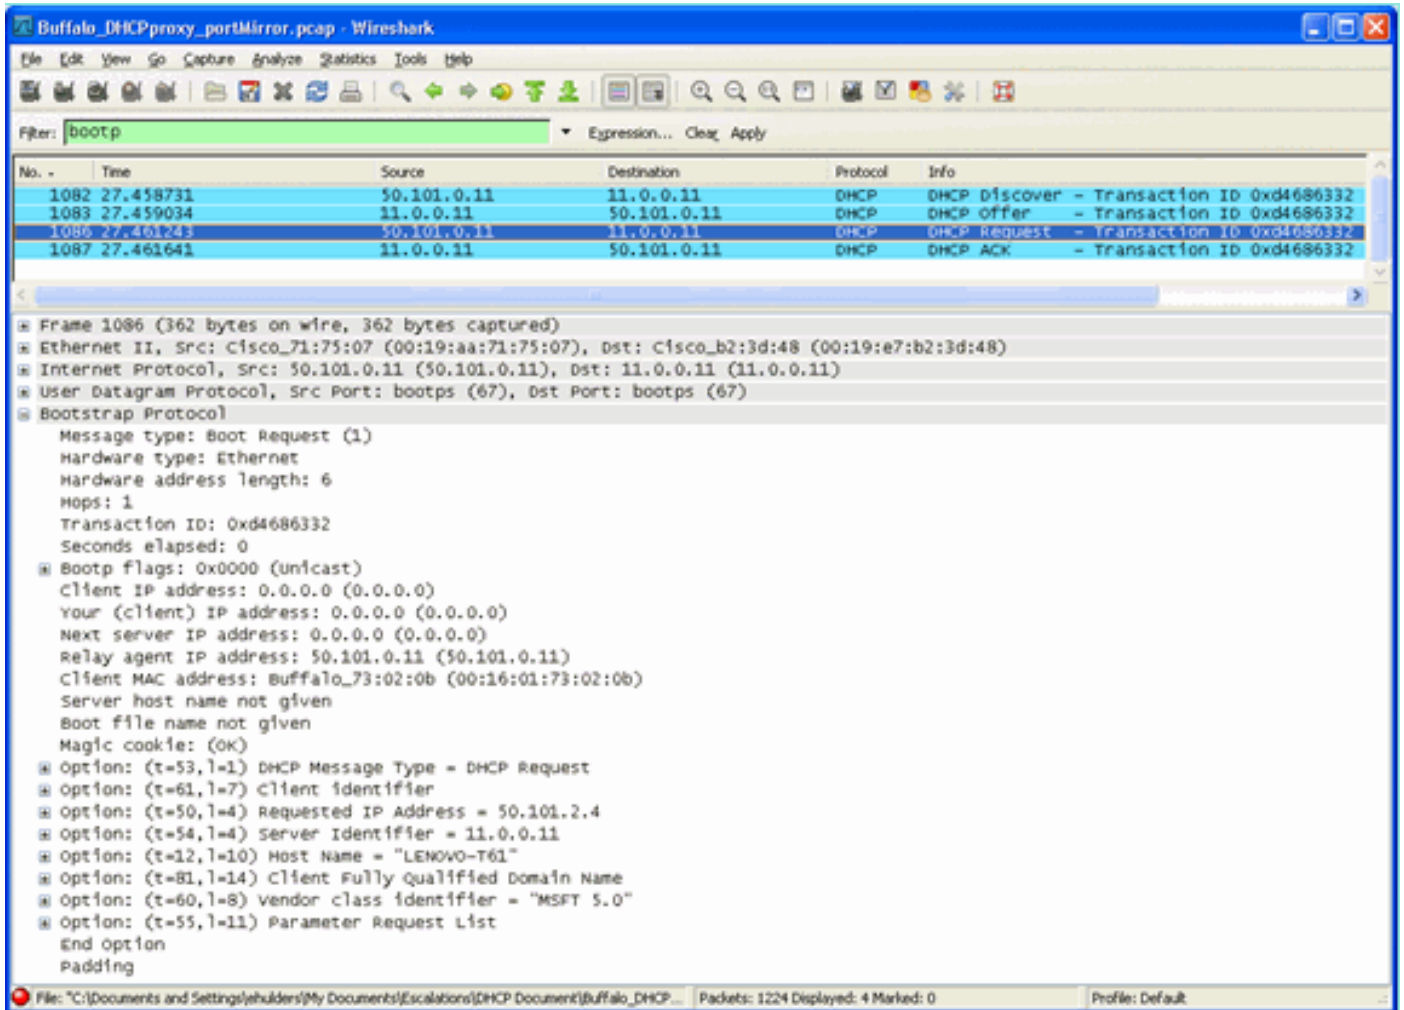 Buffalo_DHCPproxy_portMirror.pcap - Wireshark
File Edit View Go Capture Analyze Statistics Tools Help
Filter: bootp Expression... Clear Apply
No. - Time Source Destination Protocol Info
1082 27.458731 50.101.0.11 11.0.0.11 DHCP DHCP Discover - Transaction ID 0xd4686332
1083 27.459034 11.0.0.11 50.101.0.11 DHCP DHCP Offer - Transaction ID 0xd4686332
1086 27.461243 50.101.0.11 11.0.0.11 DHCP DHCP Request - Transaction ID 0xd4686332
1087 27.461641 11.0.0.11 50.101.0.11 DHCP DHCP ACK - Transaction ID 0xd4686332
Frame 1086 (362 bytes on wire, 362 bytes captured)
Ethernet II, Src: Cisco_71:75:07 (00:19:aa:71:75:07), Dst: Cisco_b2:3d:48 (00:19:e7:b2:3d:48)
Internet Protocol, Src: 50.101.0.11 (50.101.0.11), Dst: 11.0.0.11 (11.0.0.11)
User Datagram Protocol, Src Port: bootps (67), Dst Port: bootps (67)
Bootstrap Protocol
Message type: Boot Request (1)
Hardware type: Ethernet
Hardware address length: 6
Hops: 1
Transaction ID: 0xd4686332
Seconds elapsed: 0
Bootp flags: 0x0000 (Unicast)
Client IP address: 0.0.0.0 (0.0.0.0)
Your (client) IP address: 0.0.0.0 (0.0.0.0)
Next server IP address: 0.0.0.0 (0.0.0.0)
Relay agent IP address: 50.101.0.11 (50.101.0.11)
Client MAC address: Buffalo_73:02:0b (00:16:01:73:02:0b)
Server host name not given
Boot file name not given
Magic cookie: (OK)
Option: (t=53,l=1) DHCP Message Type = DHCP Request
Option: (t=61,l=7) Client identifier
Option: (t=50,l=4) Requested IP Address = 50.101.2.4
Option: (t=54,l=4) Server Identifier = 11.0.0.11
Option: (t=12,l=10) Host Name = "LENOVO-T61"
Option: (t=81,l=14) Client Fully Qualified Domain Name
Option: (t=60,l=8) Vendor class identifier = "MSFT 5.0"
Option: (t=55,l=11) Parameter Request List
End Option
Padding
File: "C:\Documents and Settings\jehulders\My Documents\Escalations\DHCP Document\Buffalo_DHCP... Packets: 1224 Displayed: 4 Marked: 0 Profile: Default